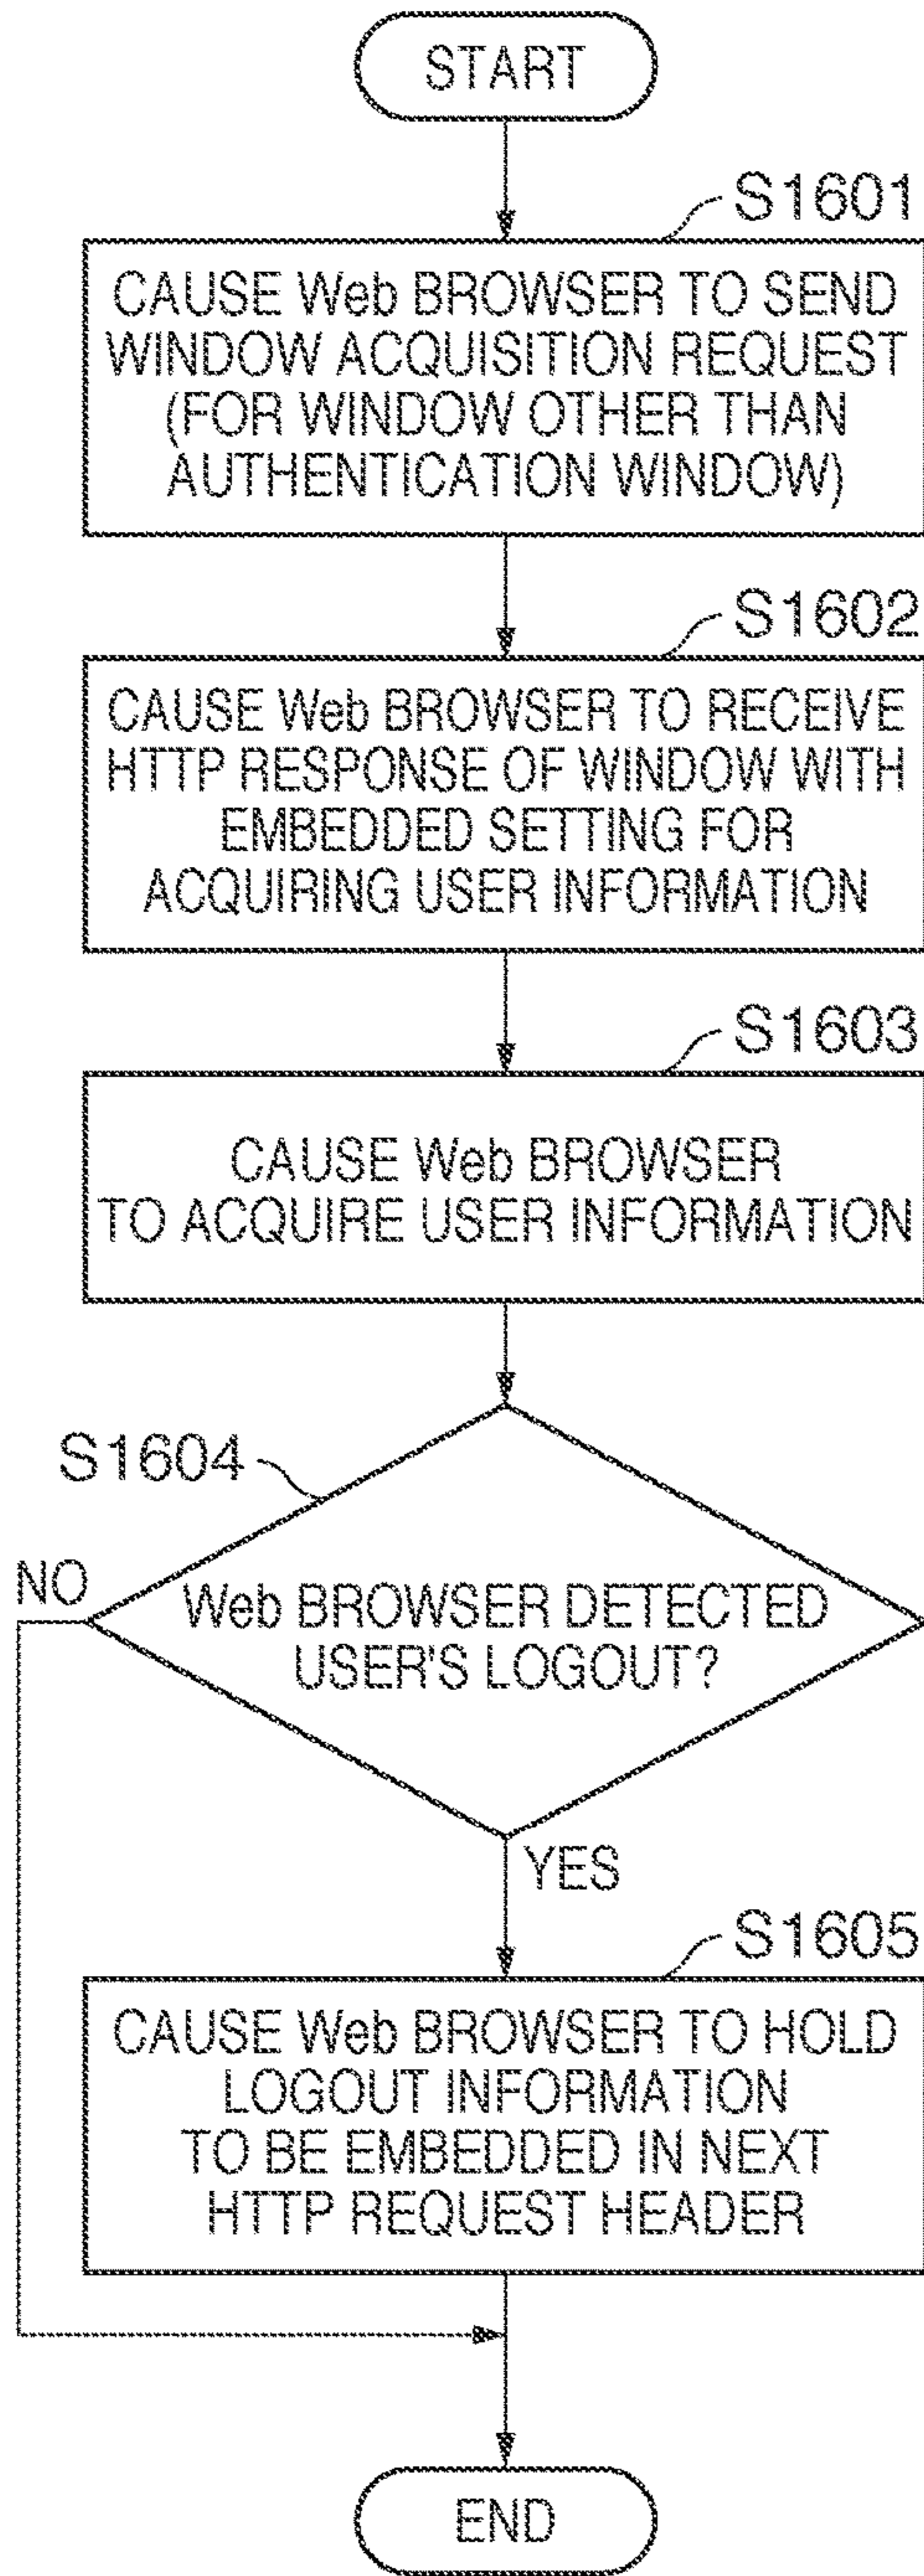 START
S1601
CAUSE Web BROWSER TO SEND
WINDOW ACQUISITION REQUEST
(FOR WINDOW OTHER THAN
AUTHENTICATION WINDOW)
S1602
CAUSE Web BROWSER TO RECEIVE
HTTP RESPONSE OF WINDOW WITH
EMBEDDED SETTING FOR
ACQUIRING USER INFORMATION
S1603
CAUSE Web BROWSER
TO ACQUIRE USER INFORMATION
S1604
NO
Web BROWSER DETECTED
USER'S LOGOUT?
YES
S1605
CAUSE Web BROWSER TO HOLD
LOGOUT INFORMATION
TO BE EMBEDDED IN NEXT
HTTP REQUEST HEADER
END